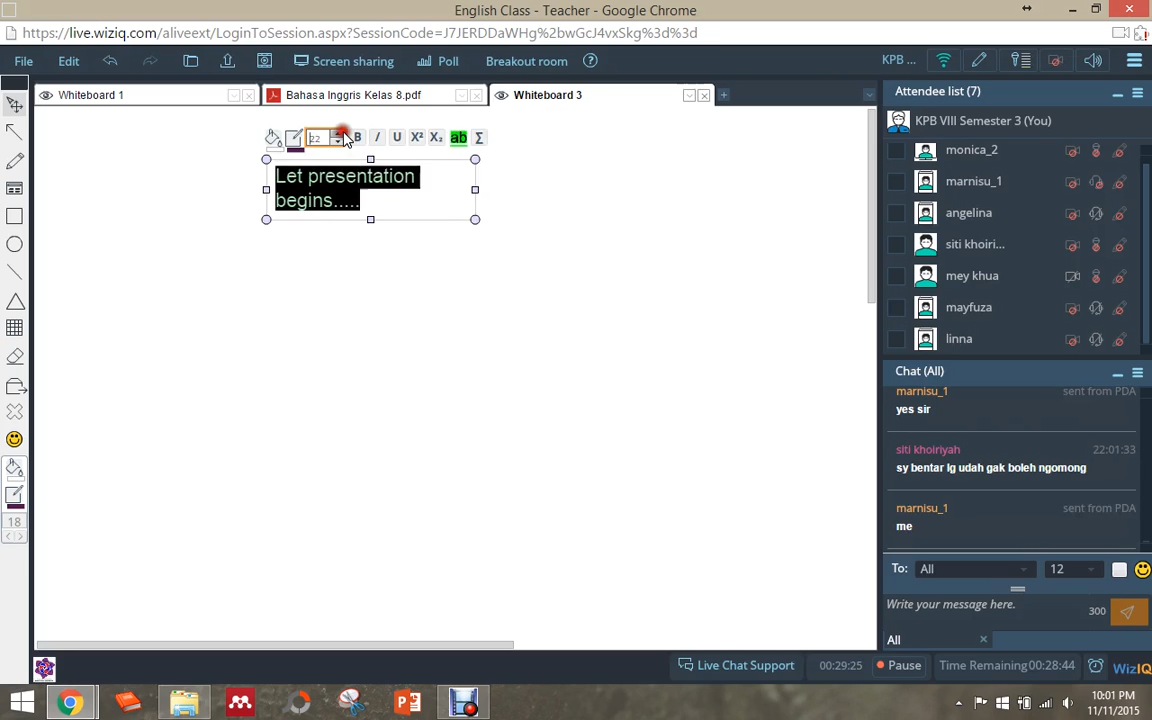 English Class - Teacher - Google Chrome
https://live.wiziq.com/aliveext/LoginToSession.aspx?SessionCode=J7JERDDaWHg%2bwGcJ4vxSkg%3d%3d
File Edit Screen sharing Poll Breakout room ? KPB ...
Whiteboard 1 Bahasa Inggris Kelas 8.pdf Whiteboard 3 +
22 B I U X² X₂ ab Σ
Let presentation
begins.....
18
Attendee list (7)
KPB VIII Semester 3 (You)
monica_2
marnisu_1
angelina
siti khoiri...
mey khua
mayfuza
linna
Chat (All)
marnisu_1 sent from PDA
yes sir
siti khoiriyah 22:01:33
sy bentar lg udah gak boleh ngomong
marnisu_1 sent from PDA
me
To: All 12
Write your message here. 300
All
Live Chat Support 00:29:25 Pause Time Remaining 00:28:44 WizIQ
10:01 PM
11/11/2015